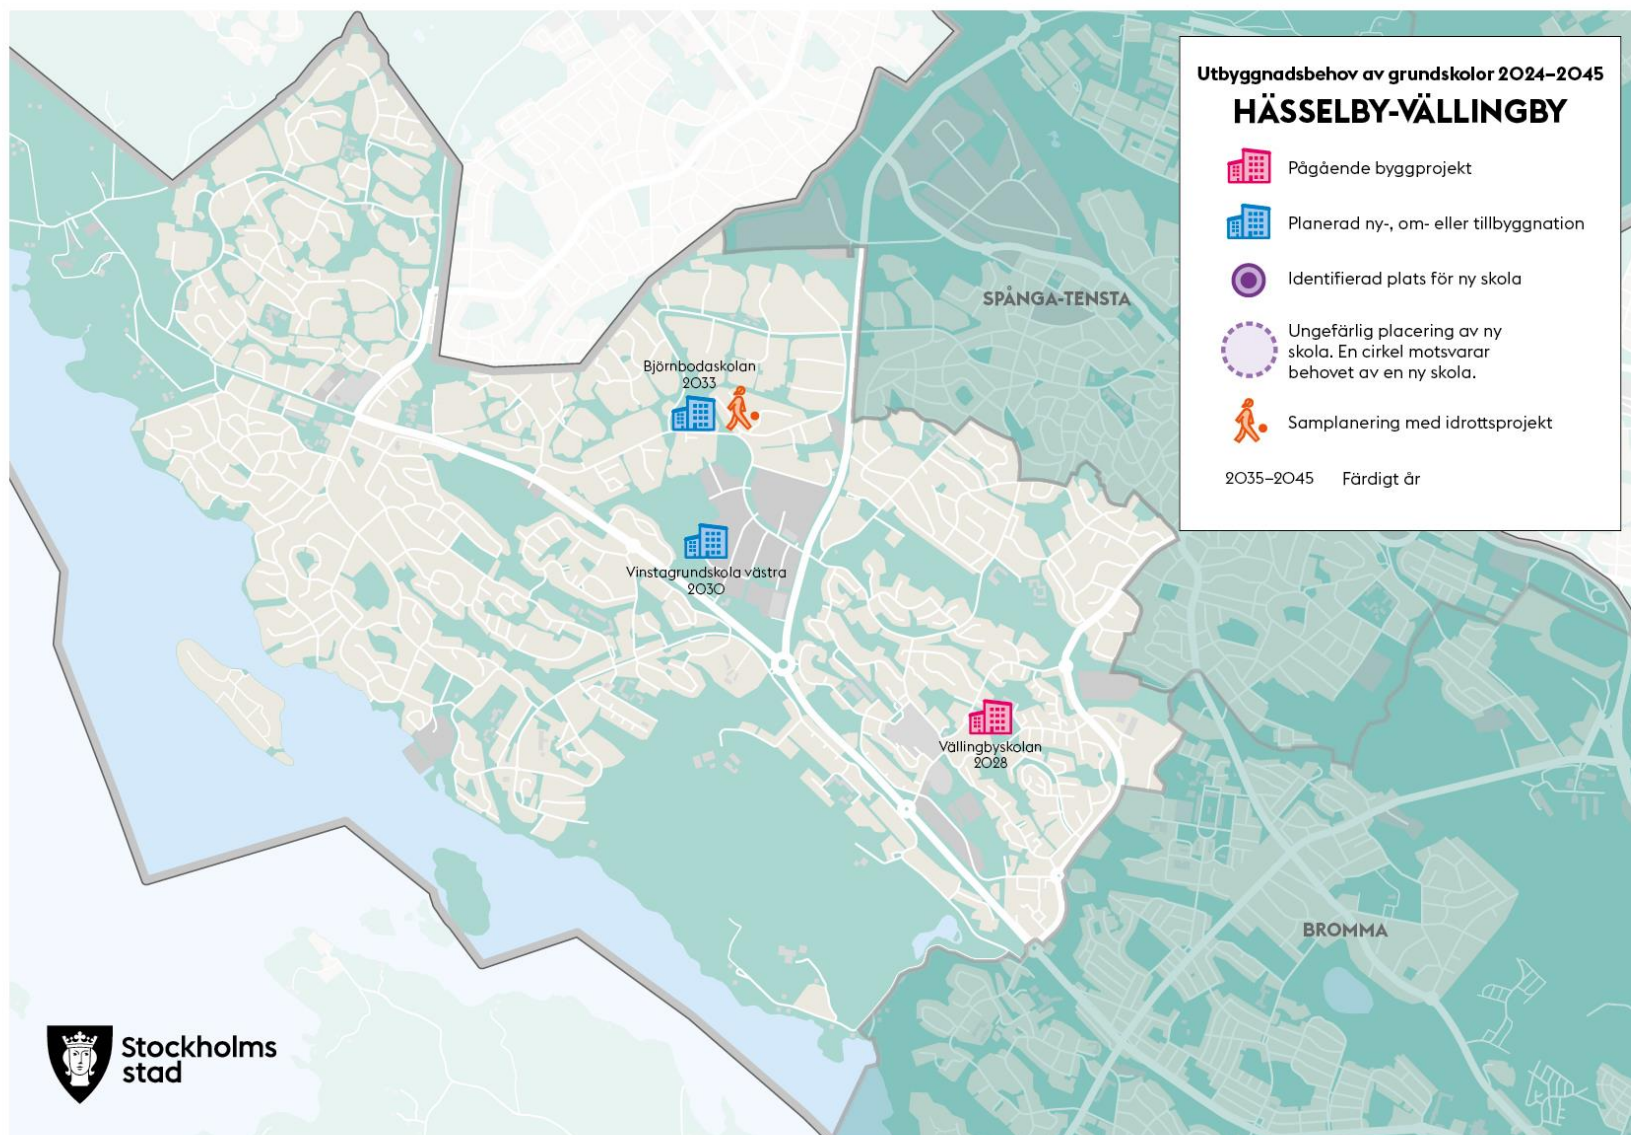 Utbyggnadsbehov av grundskolor 2024–2045
HÄSSELBY-VÄLLINGBY
Pågående byggprojekt
Planerad ny-, om- eller tillbyggnation
Identifierad plats för ny skola
Ungefärlig placering av ny
skola. En cirkel motsvarar
behovet av en ny skola.
Samplanering med idrottsprojekt
2035–2045 Färdigt år
SPÅNGA-TENSTA
Björnbodaskolan
2033
Vinstagrundskola västra
2030
Vällingbyskolan
2028
BROMMA
Stockholms
stad